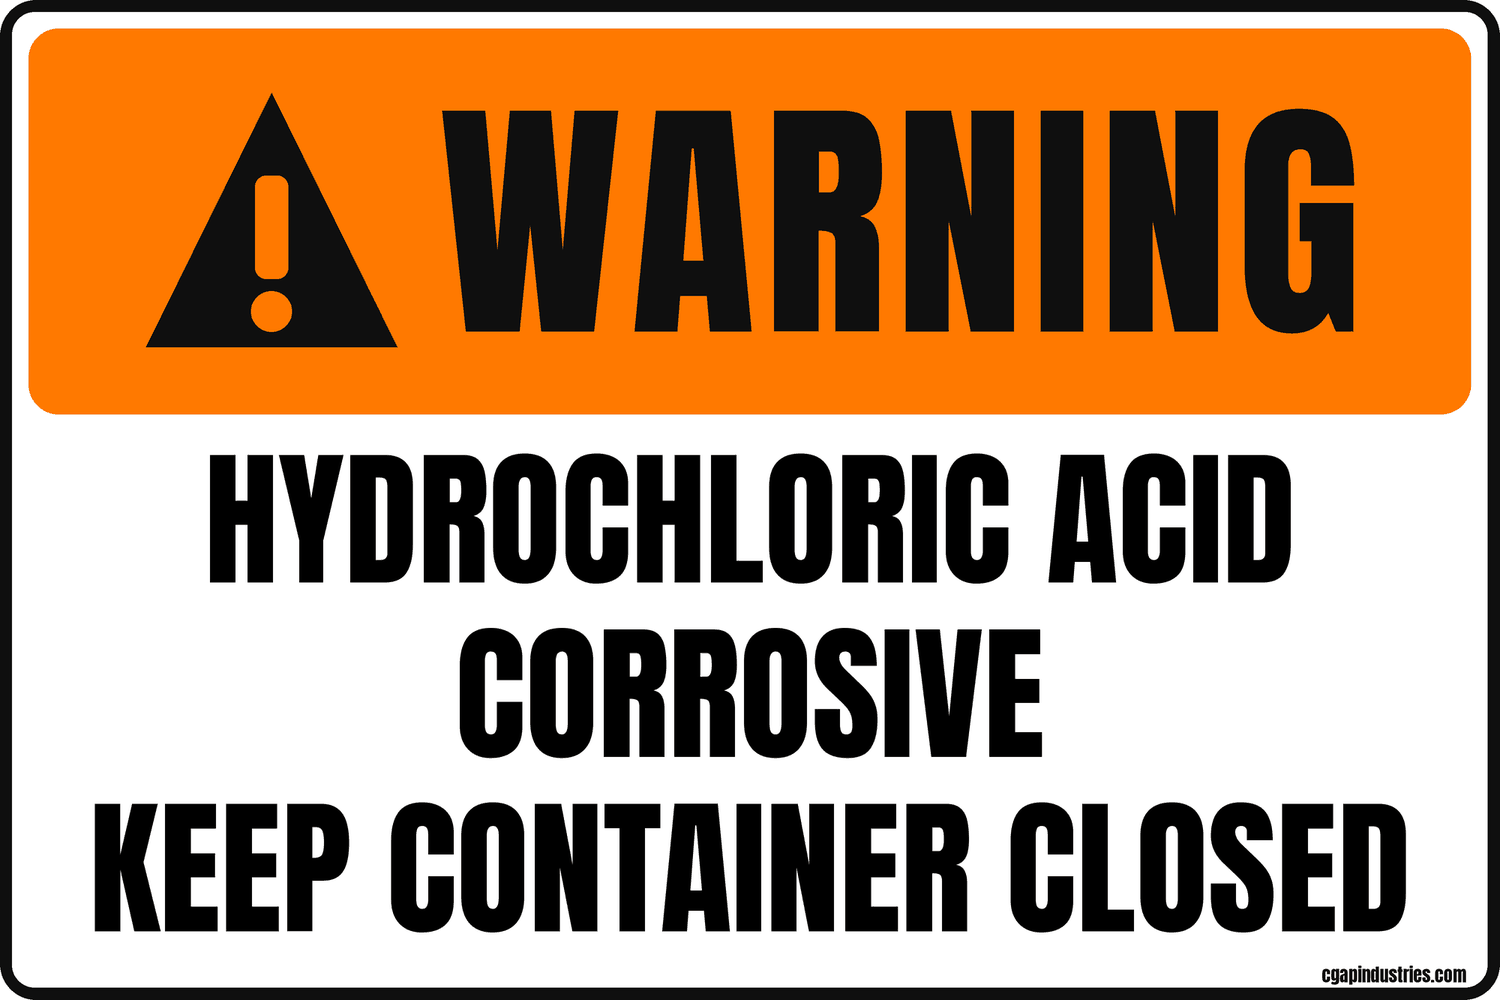 WARNING
HYDROCHLORIC ACID
CORROSIVE
KEEP CONTAINER CLOSED
cgapindustries.com